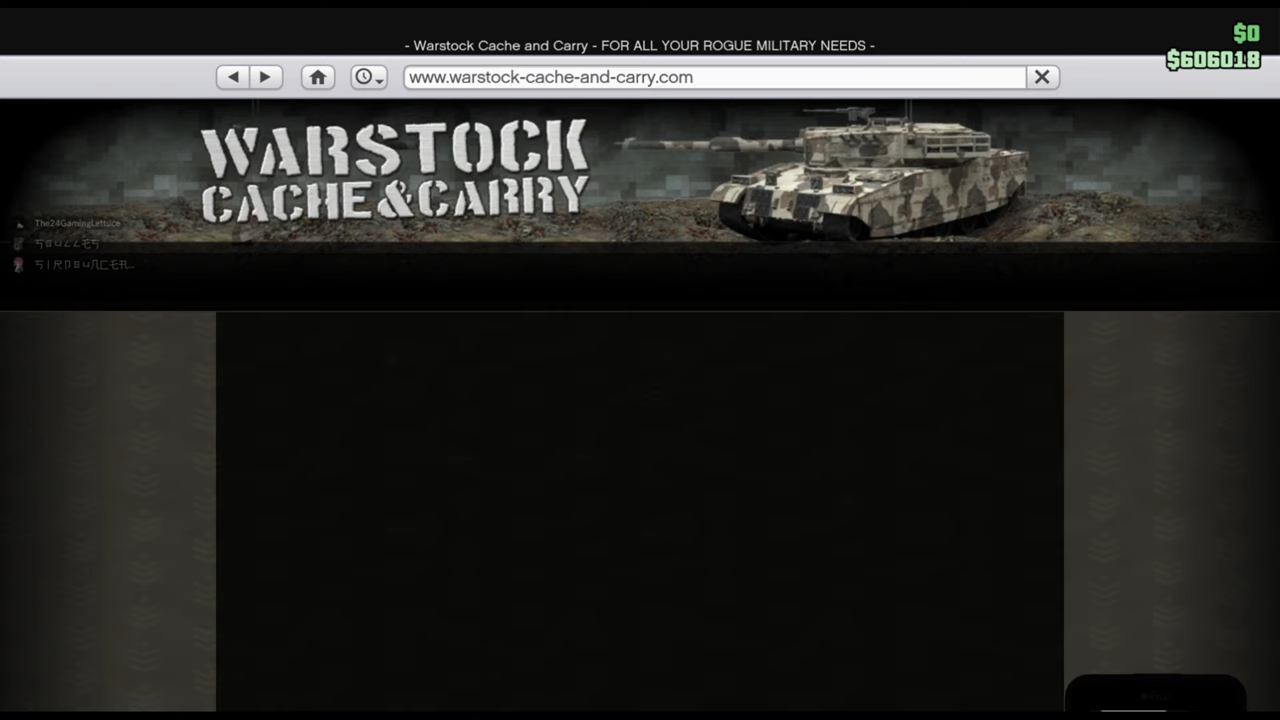 - Warstock Cache and Carry - FOR ALL YOUR ROGUE MILITARY NEEDS -
$0
$606018
www.warstock-cache-and-carry.com
WARSTOCK
CACHE&CARRY
The24GamingLettuce